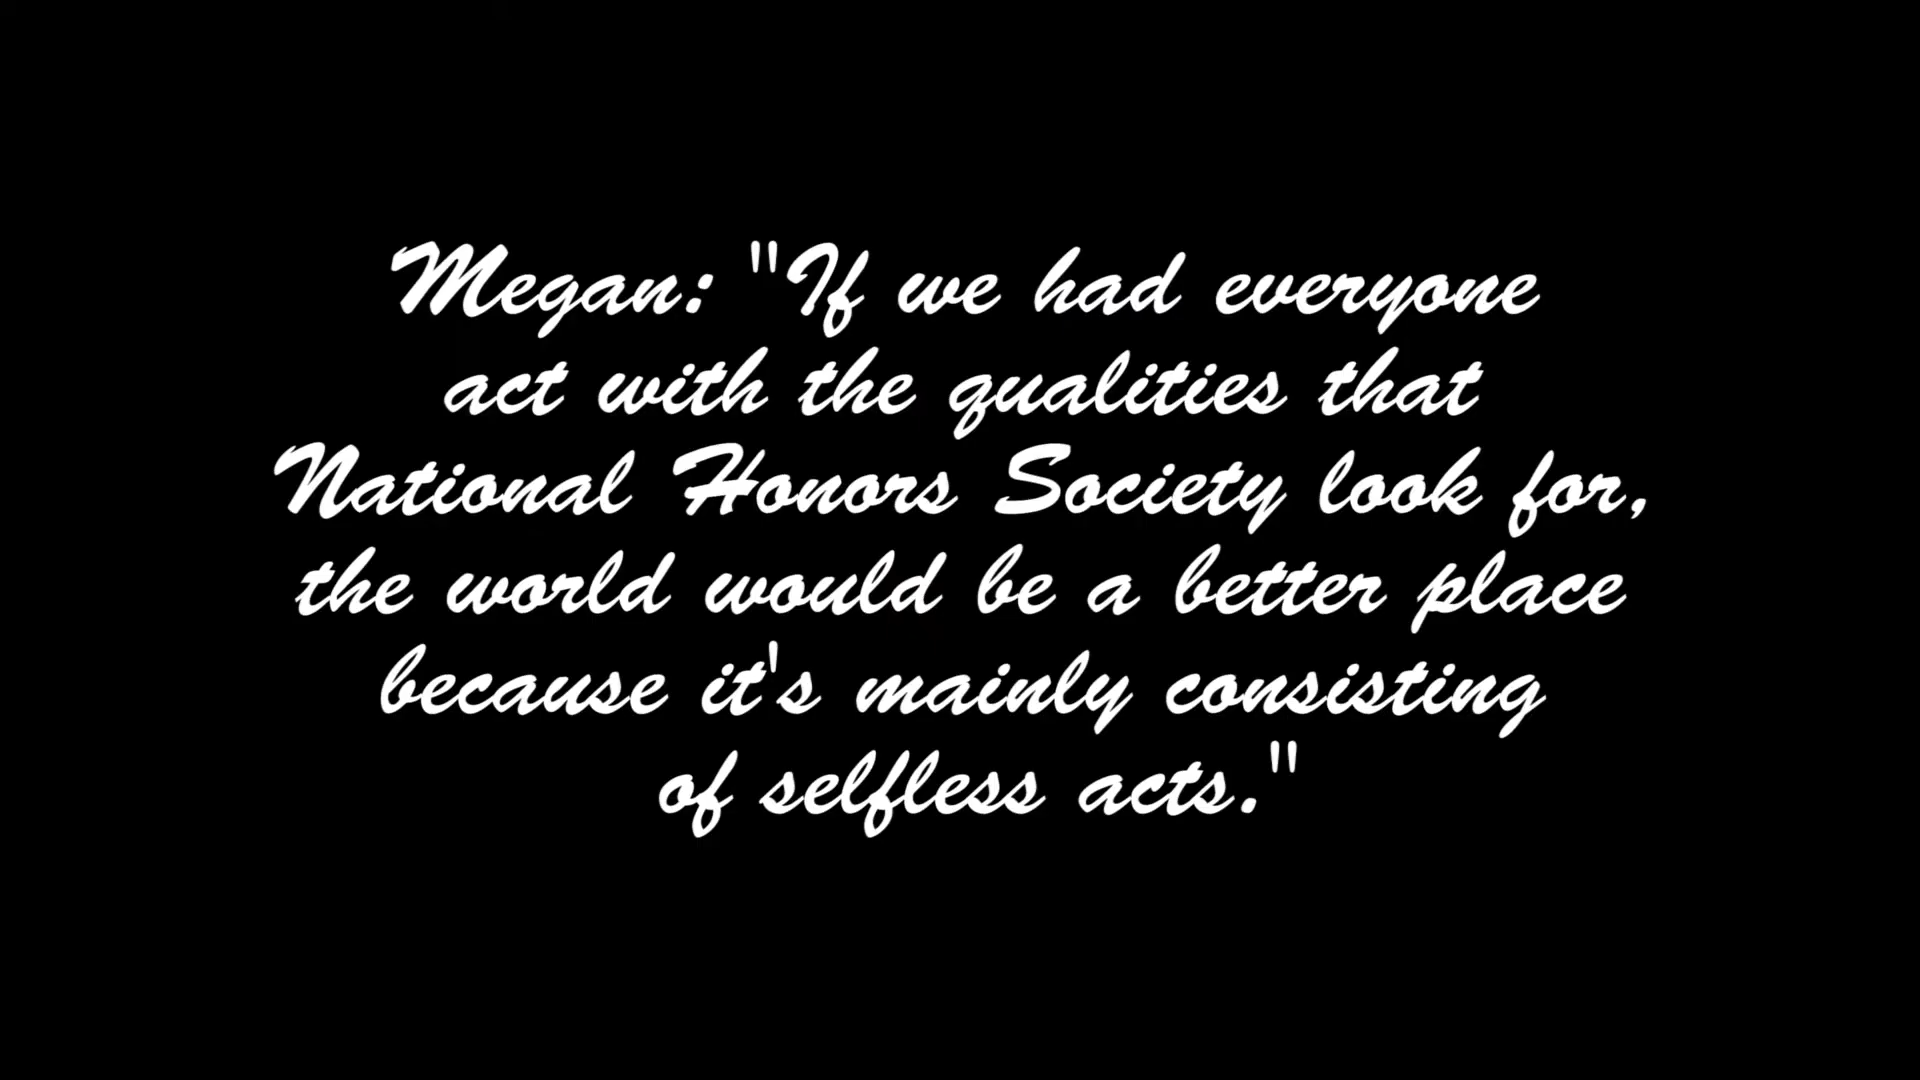 Megan: "If we had everyone
act with the qualities that
National Honors Society look for,
the world would be a better place
because it's mainly consisting
of selfless acts."